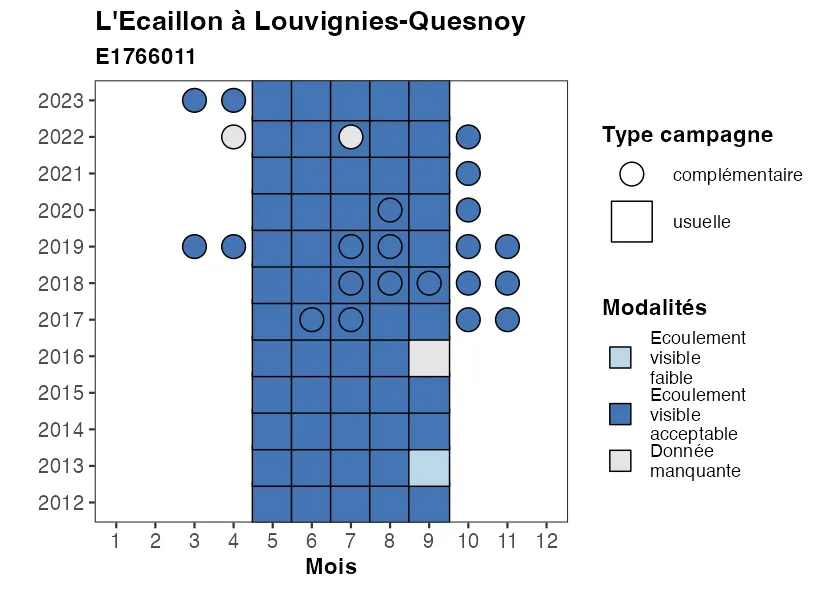 L'Ecaillon à Louvignies-Quesnoy
E1766011
2023
2022
2021
2020
2019
2018
2017
2016
2015
2014
2013
2012
1 2 3 4 5 6 7 8 9 10 11 12
Mois
Type campagne
complémentaire
usuelle
Modalités
Ecoulement
visible
faible
Ecoulement
visible
acceptable
Donnée
manquante